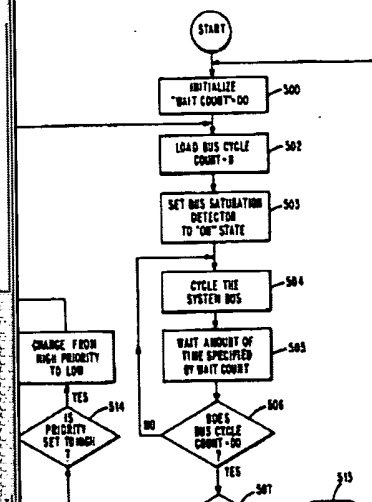 START
INITIALIZE
"WAIT COUNT"=00
500
LOAD BUS CYCLE
COUNT=8
502
SET BUS SATURATION
DETECTOR
TO "ON" STATE
503
CYCLE THE
SYSTEM BUS
504
WAIT AMOUNT OF
TIME SPECIFIED
BY WAIT COUNT
505
CHANGE FROM
HIGH PRIORITY
TO LOW
YES
514
IS
PRIORITY
SET TO HIGH
?
NO
DOES
BUS CYCLE
COUNT=00
?
506
YES
507
515